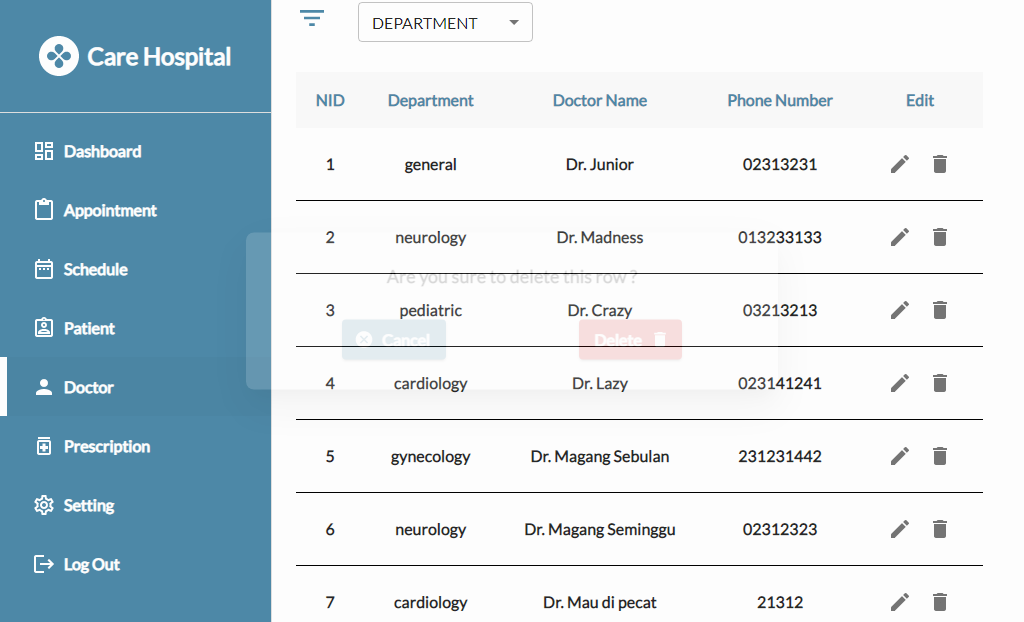 DEPARTMENT
Care Hospital
NID Department Doctor Name Phone Number Edit
Dashboard
Appointment
Schedule
Patient
Doctor
Prescription
Setting
Log Out
1 general Dr. Junior 02313231
2 neurology Dr. Madness 013233133
3 pediatric Dr. Crazy 03213213
4 cardiology Dr. Lazy 023141241
5 gynecology Dr. Magang Sebulan 231231442
6 neurology Dr. Magang Seminggu 02312323
7 cardiology Dr. Mau di pecat 21312
Are you sure to delete this row ?
Cancel Delete